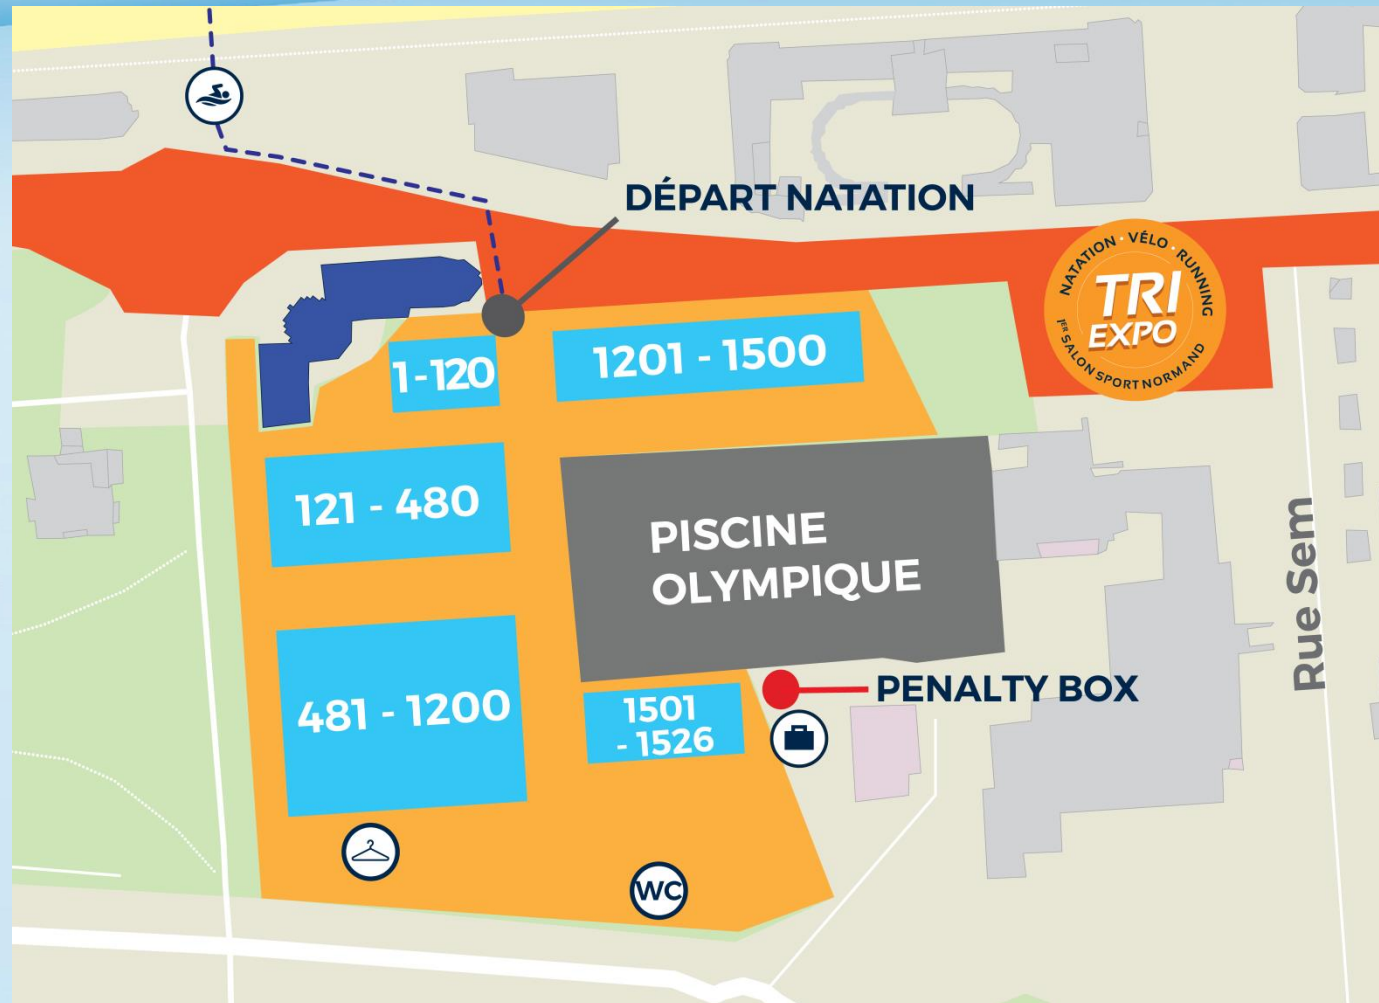 DÉPART NATATION
NATATION · VÉLO · RUNNING
TRI
EXPO
1ER SALON SPORT NORMAND
1-120
1201 - 1500
121 - 480
PISCINE
OLYMPIQUE
Rue Sem
481 - 1200
1501
- 1526
PENALTY BOX
WC